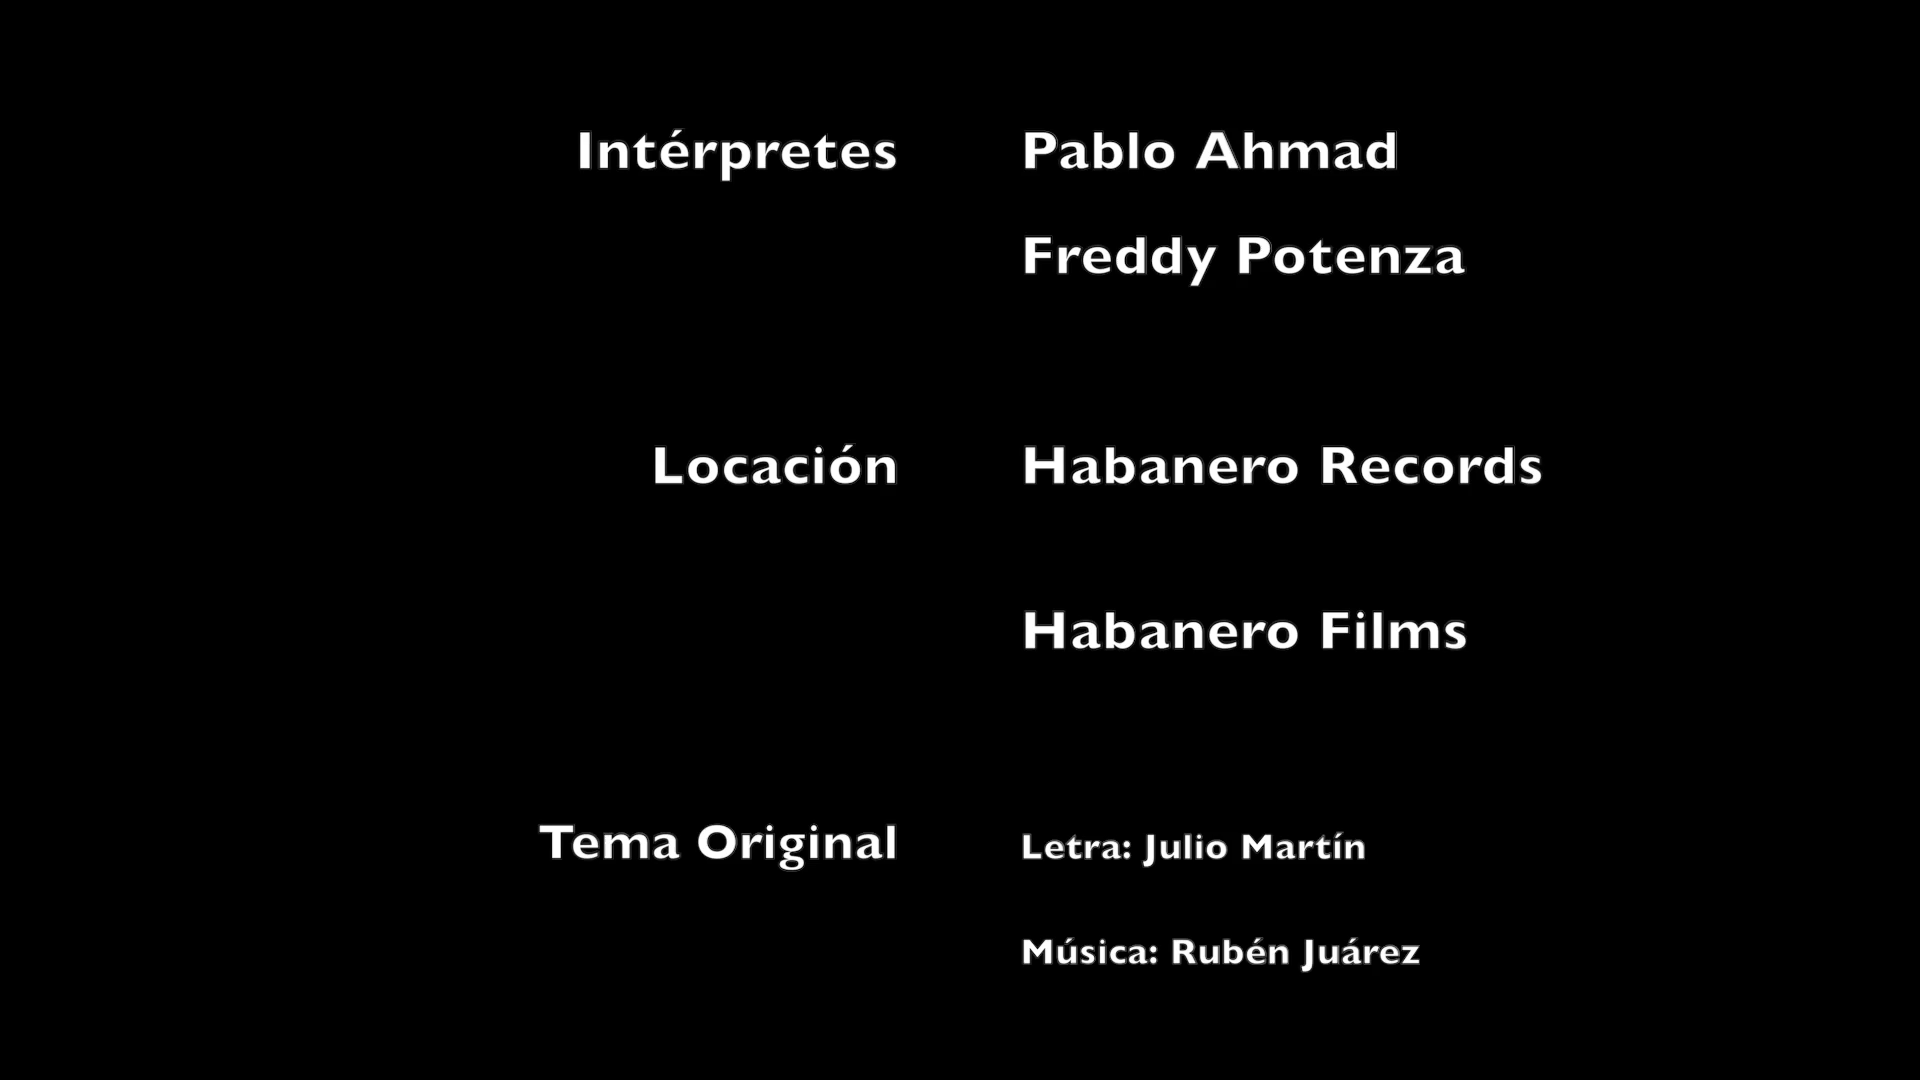 Intérpretes Pablo Ahmad
Freddy Potenza
Locación Habanero Records
Habanero Films
Tema Original Letra: Julio Martín
Música: Rubén Juárez